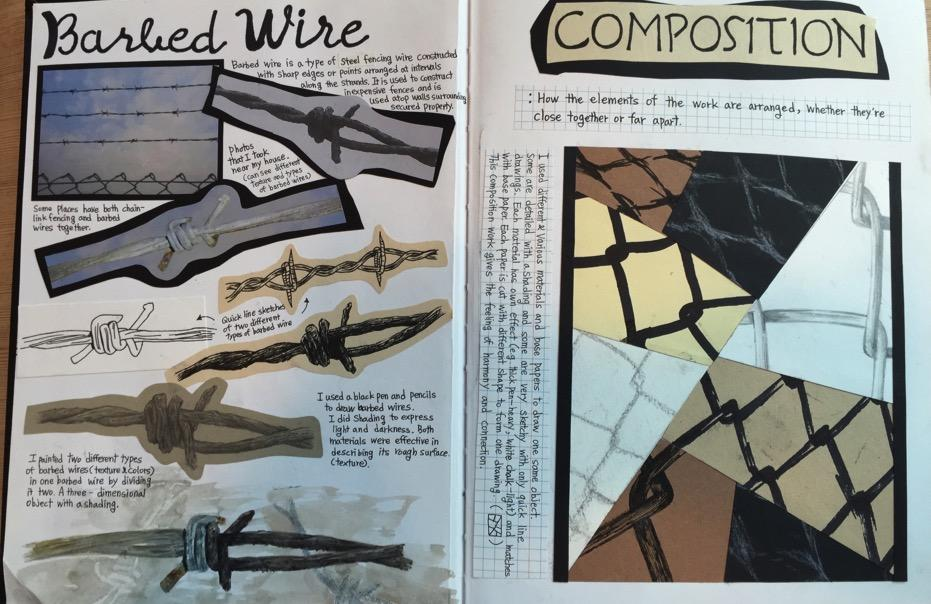 Barbed Wire
Barbed wire is a type of steel fencing wire constructed
with sharp edges or points arranged at intervals
along the strands. It is used to construct
inexpensive fences and is
used atop walls surrounding
secured property.
Photos
that I took
near my house.
(can see different
texture and types
of barbed wires)
Some places have both chain-
link fencing and barbed
wires together.
Quick line sketches
of two different
types of barbed wire
I used a black pen and pencils
to draw barbed wires.
I did shading to express
light and darkness. Both
materials were effective in
describing its rough surface.
(texture).
I painted two different types
of barbed wires (texture & colors)
in one barbed wire by dividing
it two. A three-dimensional
object with a shading.
COMPOSITION
: How the elements of the work are arranged, whether they're
close together or far apart.
I used different & various materials and base papers to draw one same object.
Some are detailed with a shading and some are very sketchy with only quick line
drawings. Each material has own effect (e.g. thick pen-heavy, white chalk-light) and matches
with base paper. Each paper is cut with different shape to form one drawing.
This composition work gives the feeling of harmony and connection.